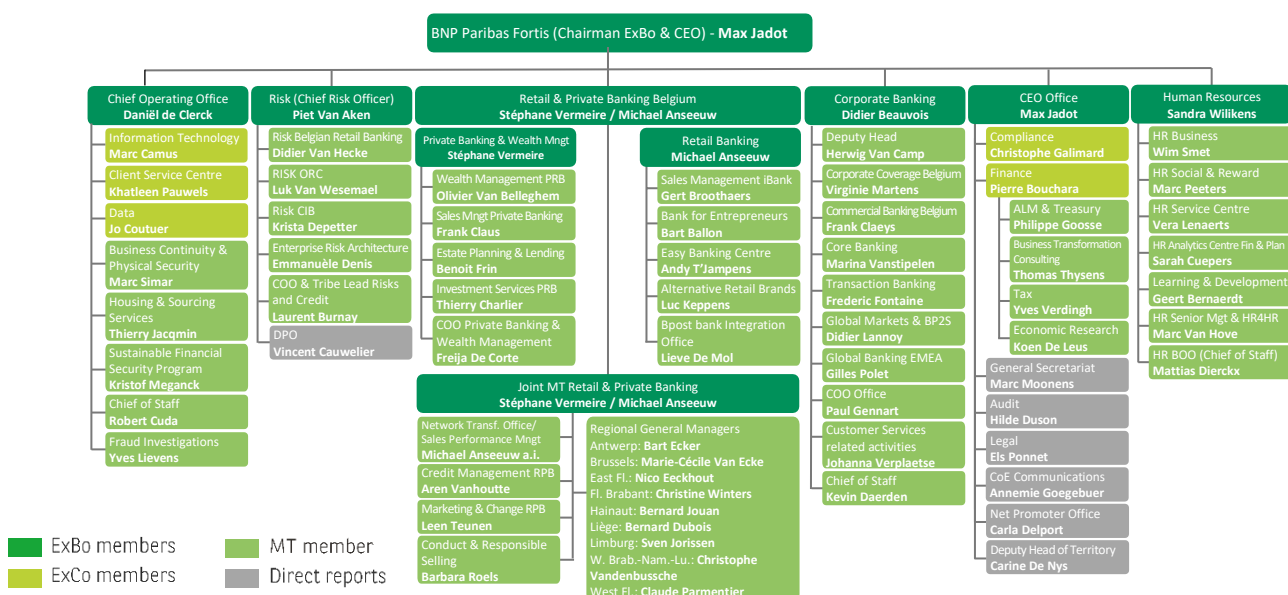 BNP Paribas Fortis (Chairman ExBo & CEO) - Max Jadot
Chief Operating Office
Daniël de Clerck
Information Technology
Marc Camus
Client Service Centre
Khatleen Pauwels
Data
Jo Coutuer
Business Continuity &
Physical Security
Marc Simar
Housing & Sourcing
Services
Thierry Jacqmin
Sustainable Financial
Security Program
Kristof Meganck
Chief of Staff
Robert Cuda
Fraud Investigations
Yves Lievens
Risk (Chief Risk Officer)
Piet Van Aken
Risk Belgian Retail Banking
Didier Van Hecke
RISK ORC
Luk Van Wesemael
Risk CIB
Krista Depetter
Enterprise Risk Architecture
Emmanuèle Denis
COO & Tribe Lead Risks
and Credit
Laurent Burnay
DPO
Vincent Cauwelier
Retail & Private Banking Belgium
Stéphane Vermeire / Michael Anseeuw
Private Banking & Wealth Mngt
Stéphane Vermeire
Wealth Management PRB
Olivier Van Belleghem
Sales Mngt Private Banking
Frank Claus
Estate Planning & Lending
Benoit Frin
Investment Services PRB
Thierry Charlier
COO Private Banking &
Wealth Management
Freija De Corte
Retail Banking
Michael Anseeuw
Sales Management iBank
Gert Broothaers
Bank for Entrepreneurs
Bart Ballon
Easy Banking Centre
Andy T'Jampens
Alternative Retail Brands
Luc Keppens
Bpost bank Integration
Office
Lieve De Mol
Joint MT Retail & Private Banking
Stéphane Vermeire / Michael Anseeuw
Network Transf. Office/
Sales Performance Mngt
Michael Anseeuw a.i.
Credit Management RPB
Aren Vanhoutte
Marketing & Change RPB
Leen Teunen
Conduct & Responsible
Selling
Barbara Roels
Regional General Managers
Antwerp: Bart Ecker
Brussels: Marie-Cécile Van Ecke
East Fl.: Nico Eeckhout
Fl. Brabant: Christine Winters
Hainaut: Bernard Jouan
Liège: Bernard Dubois
Limburg: Sven Jorissen
W. Brab.-Nam.-Lu.: Christophe
Vandenbussche
West Fl.: Claude Parmentier
Corporate Banking
Didier Beauvois
Deputy Head
Herwig Van Camp
Corporate Coverage Belgium
Virginie Martens
Commercial Banking Belgium
Frank Claeys
Core Banking
Marina Vanstipelen
Transaction Banking
Frederic Fontaine
Global Markets & BP2S
Didier Lannoy
Global Banking EMEA
Gilles Polet
COO Office
Paul Gennart
Customer Services
related activities
Johanna Verplaetse
Chief of Staff
Kevin Daerden
CEO Office
Max Jadot
Compliance
Christophe Galimard
Finance
Pierre Bouchara
ALM & Treasury
Philippe Goosse
Business Transformation
Consulting
Thomas Thysens
Tax
Yves Verdingh
Economic Research
Koen De Leus
General Secretariat
Marc Moonens
Audit
Hilde Duson
Legal
Els Ponnet
CoE Communications
Annemie Goegebuer
Net Promoter Office
Carla Delport
Deputy Head of Territory
Carine De Nys
Human Resources
Sandra Wilikens
HR Business
Wim Smet
HR Social & Reward
Marc Peeters
HR Service Centre
Vera Lenaerts
HR Analytics Centre Fin & Plan
Sarah Cuepers
Learning & Development
Geert Bernaerdt
HR Senior Mgt & HR4HR
Marc Van Hove
HR BOO (Chief of Staff)
Mattias Dierckx
ExBo members
MT member
ExCo members
Direct reports